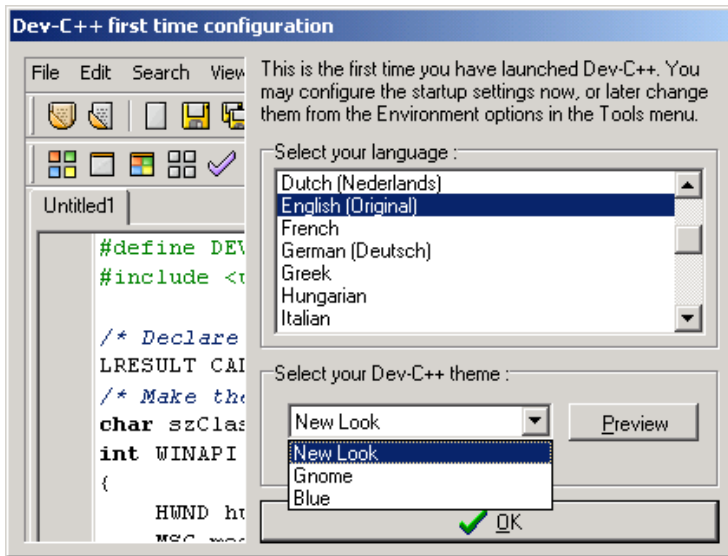 Dev-C++ first time configuration
File Edit Search View
Untitled1
#define DEV
#include <
/* Declare
LRESULT CAL
/* Make the
char szClas
int WINAPI
{
HWND
This is the first time you have launched Dev-C++. You
may configure the startup settings now, or later change
them from the Environment options in the Tools menu.
Select your language :
Dutch (Nederlands)
English (Original)
French
German (Deutsch)
Greek
Hungarian
Italian
Select your Dev-C++ theme :
New Look
Preview
New Look
Gnome
Blue
OK